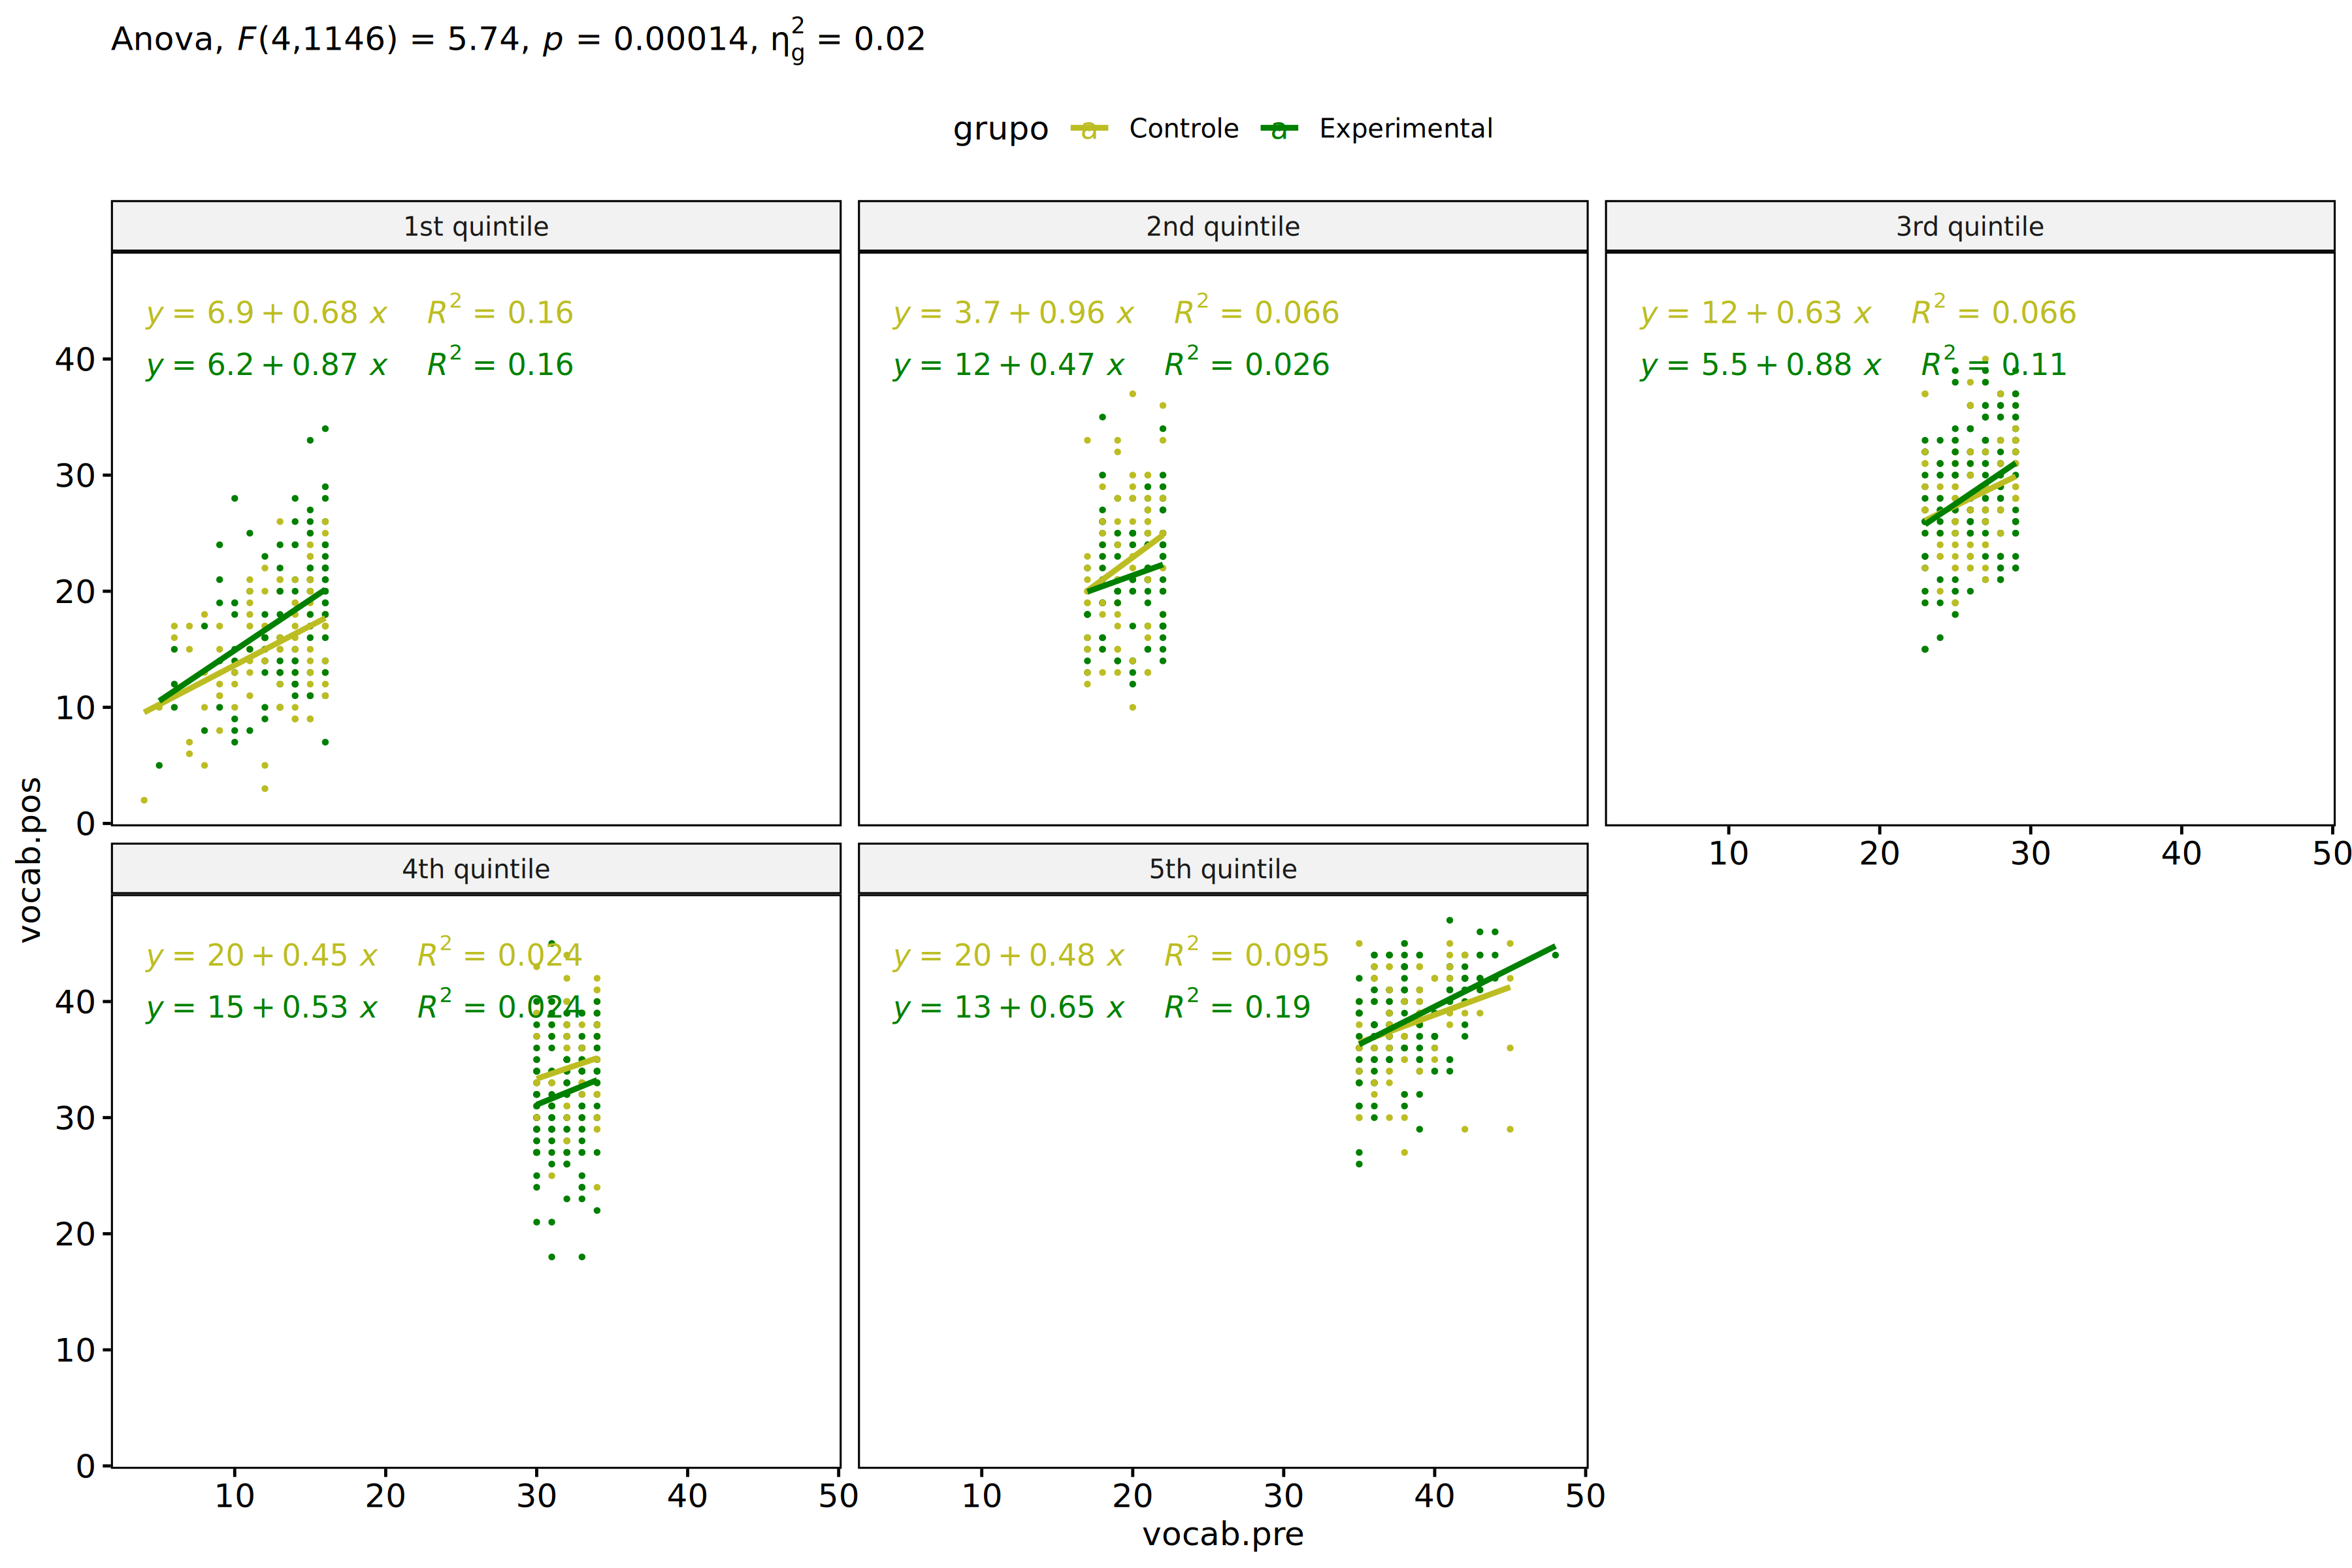 Anova, F(4,1146) = 5.74, p = 0.00014, η²g = 0.02
grupo a Controle a Experimental
1st quintile
y = 6.9 + 0.68 x R² = 0.16
y = 6.2 + 0.87 x R² = 0.16
2nd quintile
y = 3.7 + 0.96 x R² = 0.066
y = 12 + 0.47 x R² = 0.026
3rd quintile
y = 12 + 0.63 x R² = 0.066
y = 5.5 + 0.88 x R² = 0.11
40
30
20
10
0
10 20 30 40 50
vocab.pos
4th quintile
y = 20 + 0.45 x R² = 0.024
y = 15 + 0.53 x R² = 0.024
5th quintile
y = 20 + 0.48 x R² = 0.095
y = 13 + 0.65 x R² = 0.19
40
30
20
10
0
10 20 30 40 50
10 20 30 40 50
vocab.pre